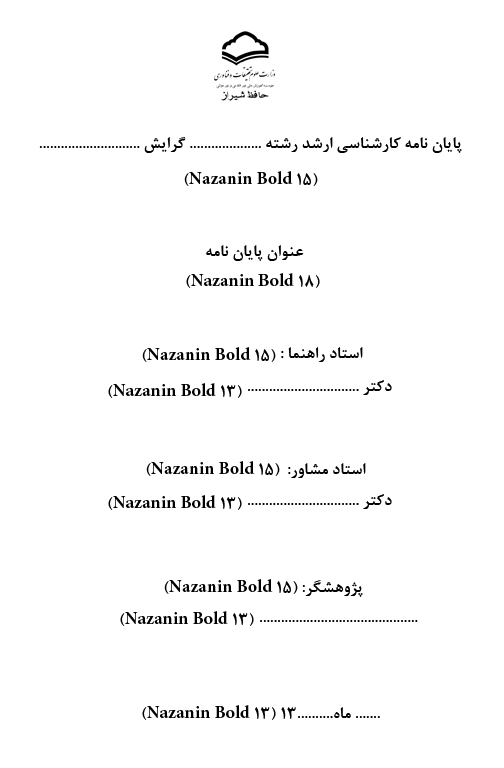 وزارت علوم تحقیقات و فناوری
حافظ شیراز
پایان نامه کارشناسی ارشد رشته .................... گرایش ............................
(Nazanin Bold ۱۵)
عنوان پایان نامه
(Nazanin Bold ۱۸)
استاد راهنما : (Nazanin Bold ۱۵)
دکتر ............................... (Nazanin Bold ۱۳)
استاد مشاور: (Nazanin Bold ۱۵)
دکتر ............................... (Nazanin Bold ۱۳)
پژوهشگر: (Nazanin Bold ۱۵)
............................................ (Nazanin Bold ۱۳)
....... ماه..........۱۳ (Nazanin Bold ۱۳)